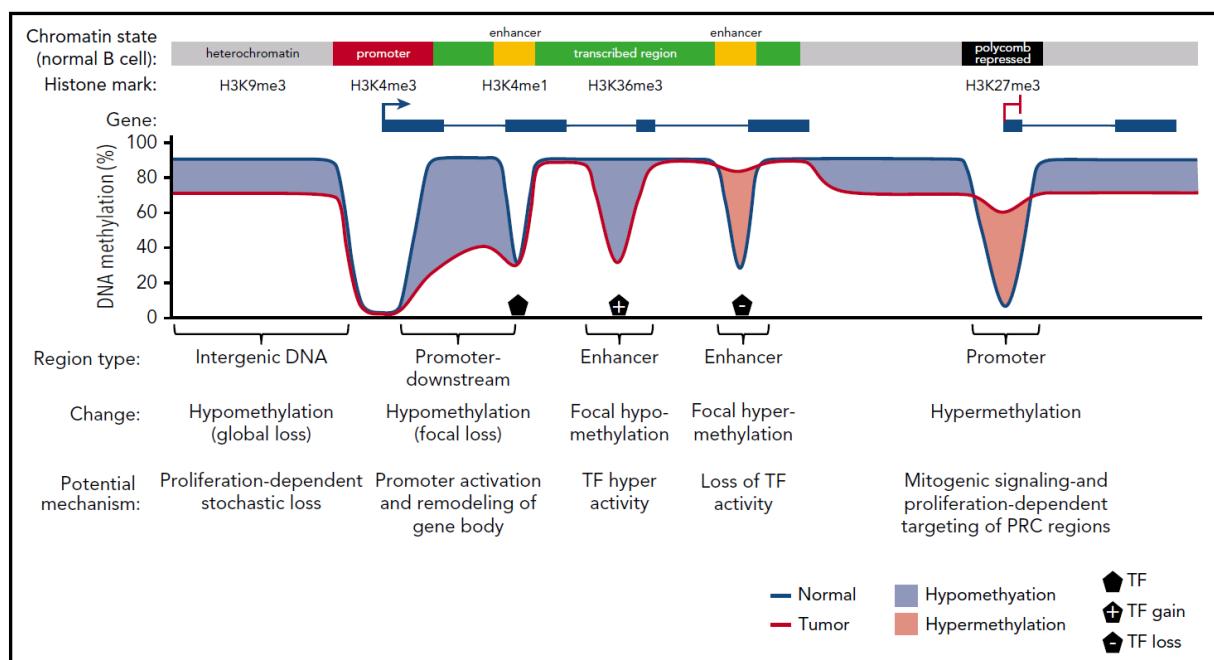 Chromatin state
(normal B cell):
enhancer
enhancer
heterochromatin
promoter
transcribed region
polycomb
repressed
Histone mark:
H3K9me3
H3K4me3
H3K4me1
H3K36me3
H3K27me3
Gene:
DNA methylation (%)
100
80
60
40
20
0
+
-
Region type:
Intergenic DNA
Promoter-
downstream
Enhancer
Enhancer
Promoter
Change:
Hypomethylation
(global loss)
Hypomethylation
(focal loss)
Focal hypo-
methylation
Focal hyper-
methylation
Hypermethylation
Potential
mechanism:
Proliferation-dependent
stochastic loss
Promoter activation
and remodeling of
gene body
TF hyper
activity
Loss of TF
activity
Mitogenic signaling-and
proliferation-dependent
targeting of PRC regions
Normal
Tumor
Hypomethyation
Hypermethylation
TF
+ TF gain
- TF loss